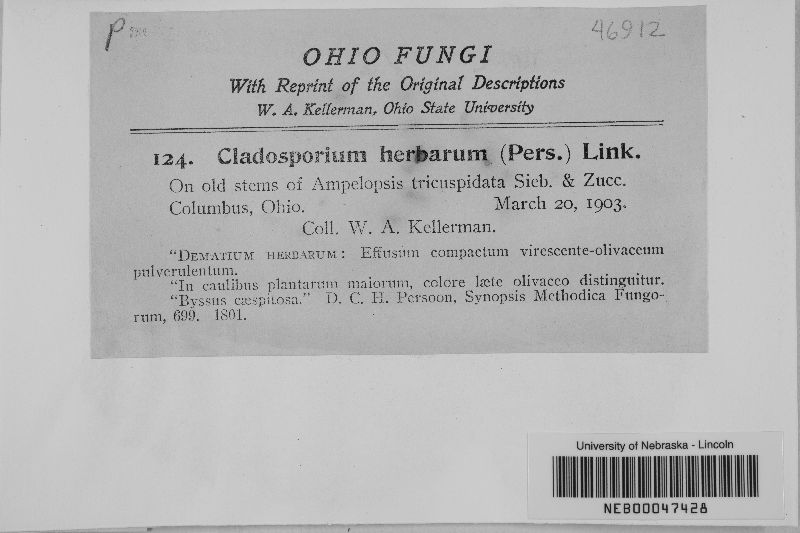 P
46912
OHIO FUNGI
With Reprint of the Original Descriptions
W. A. Kellerman, Ohio State University
124. Cladosporium herbarum (Pers.) Link.
On old stems of Ampelopsis tricuspidata Sieb. & Zucc.
Columbus, Ohio. March 20, 1903.
Coll. W. A. Kellerman.
"DEMATIUM HERBARUM: Effusum compactum virescente-olivaceum
pulverulentum.
"In caulibus plantarum maiorum, colore læte olivaceo distinguitur.
"Byssus cæspitosa." D. C. H. Persoon, Synopsis Methodica Fungo-
rum, 699. 1801.
University of Nebraska - Lincoln
NEB00047428